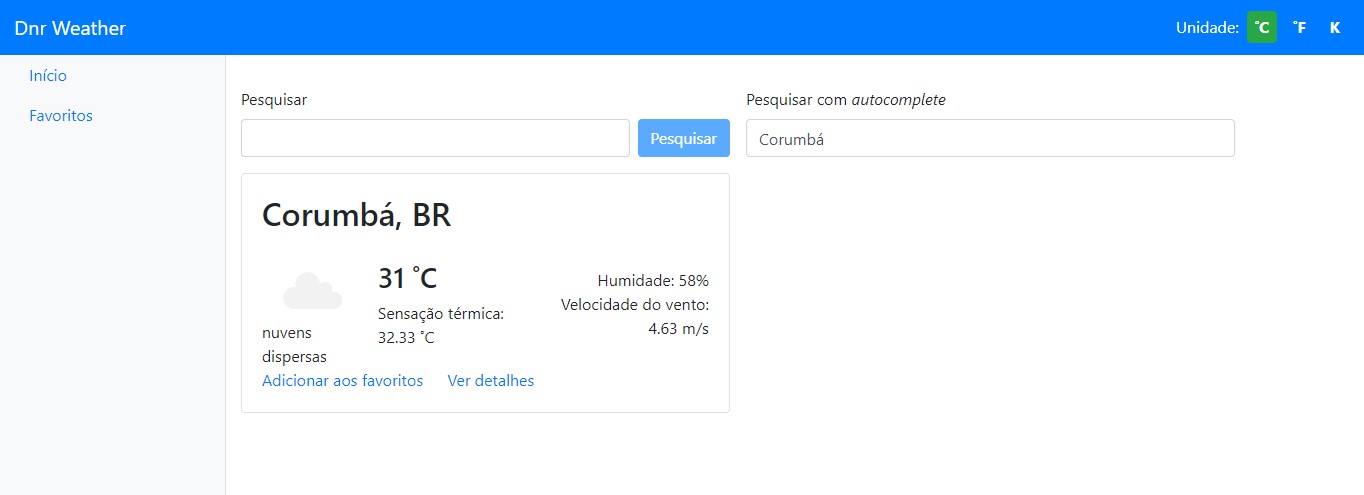 Dnr Weather
Unidade: °C °F K
Início
Favoritos
Pesquisar
Pesquisar
Pesquisar com autocomplete
Corumbá
Corumbá, BR
nuvens
dispersas
31 °C
Sensação térmica:
32.33 °C
Humidade: 58%
Velocidade do vento:
4.63 m/s
Adicionar aos favoritos Ver detalhes